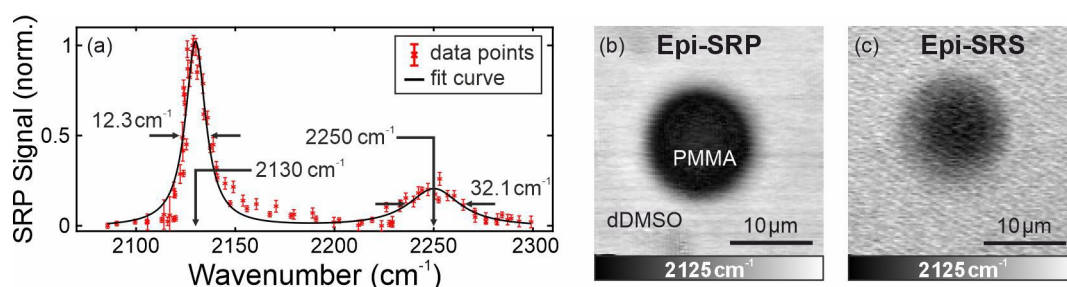 (a)
data points
fit curve
12.3 cm⁻¹
2250 cm⁻¹
2130 cm⁻¹
32.1 cm⁻¹
SRP Signal (norm.)
1
0.5
0
2100
2150
2200
2250
2300
Wavenumber (cm⁻¹)
(b) Epi-SRP
PMMA
dDMSO
10 µm
2125 cm⁻¹
(c) Epi-SRS
10 µm
2125 cm⁻¹